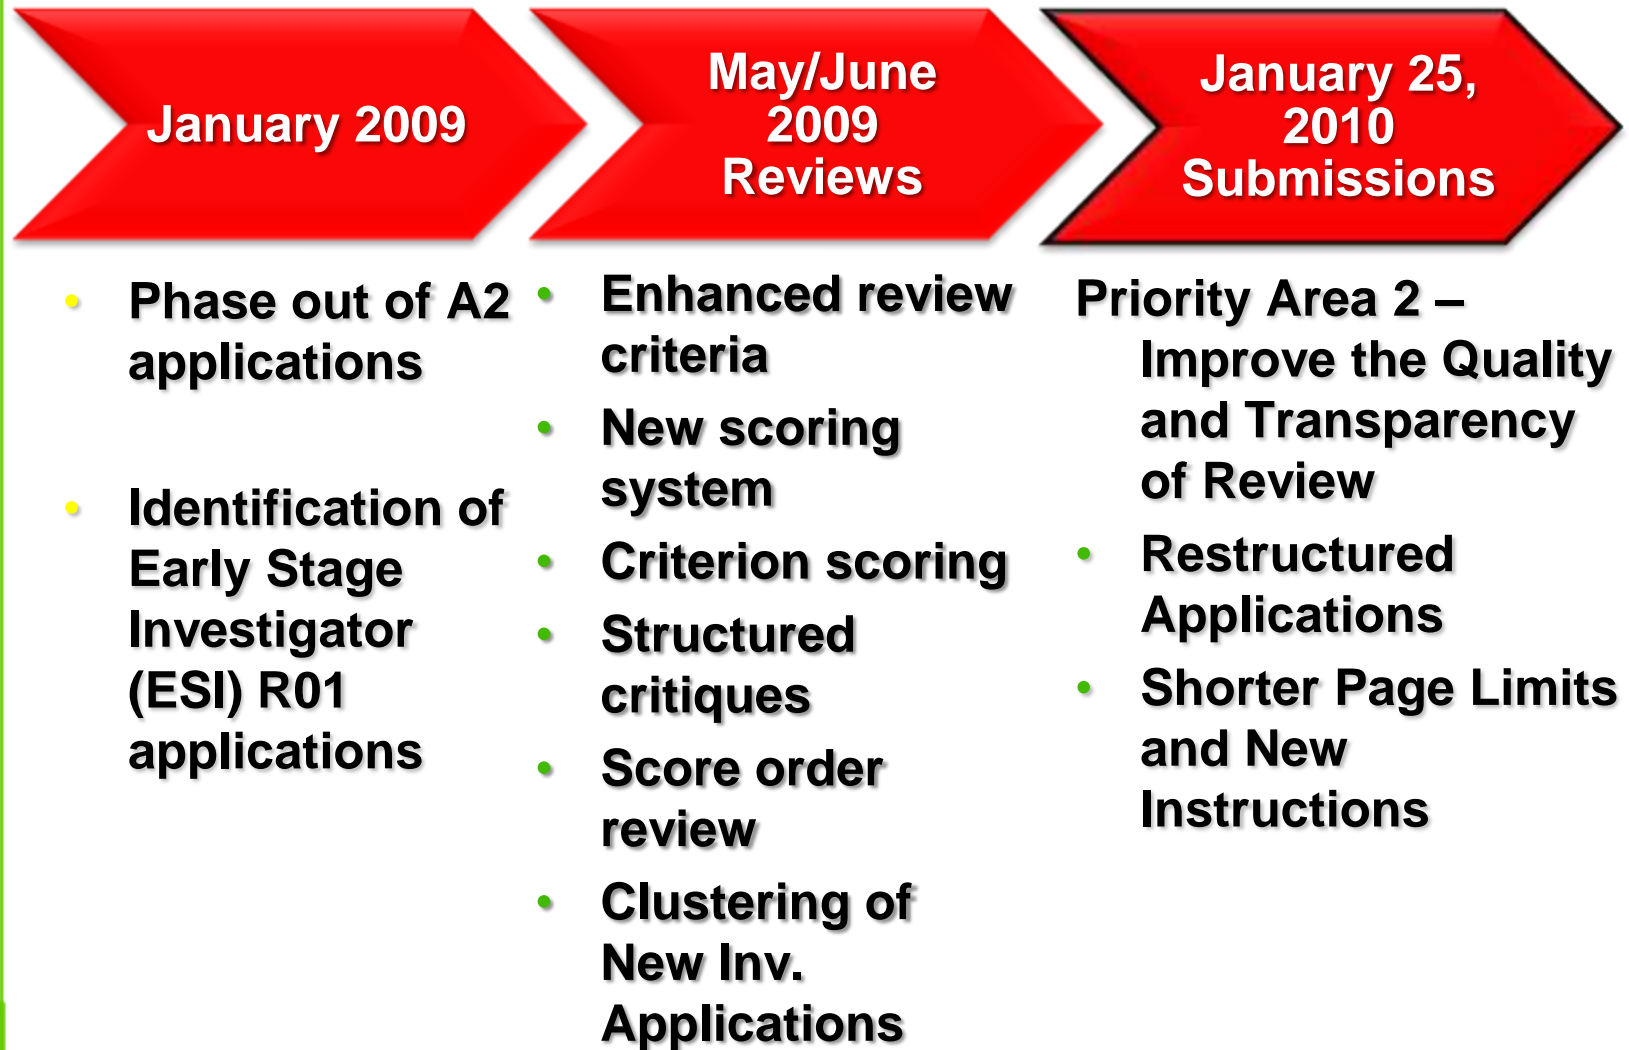 January 2009
May/June
2009
Reviews
January 25,
2010
Submissions
• Phase out of A2
applications
• Identification of
Early Stage
Investigator
(ESI) R01
applications
• Enhanced review
criteria
• New scoring
system
• Criterion scoring
• Structured
critiques
• Score order
review
• Clustering of
New Inv.
Applications
Priority Area 2 –
Improve the Quality
and Transparency
of Review
• Restructured
Applications
• Shorter Page Limits
and New
Instructions